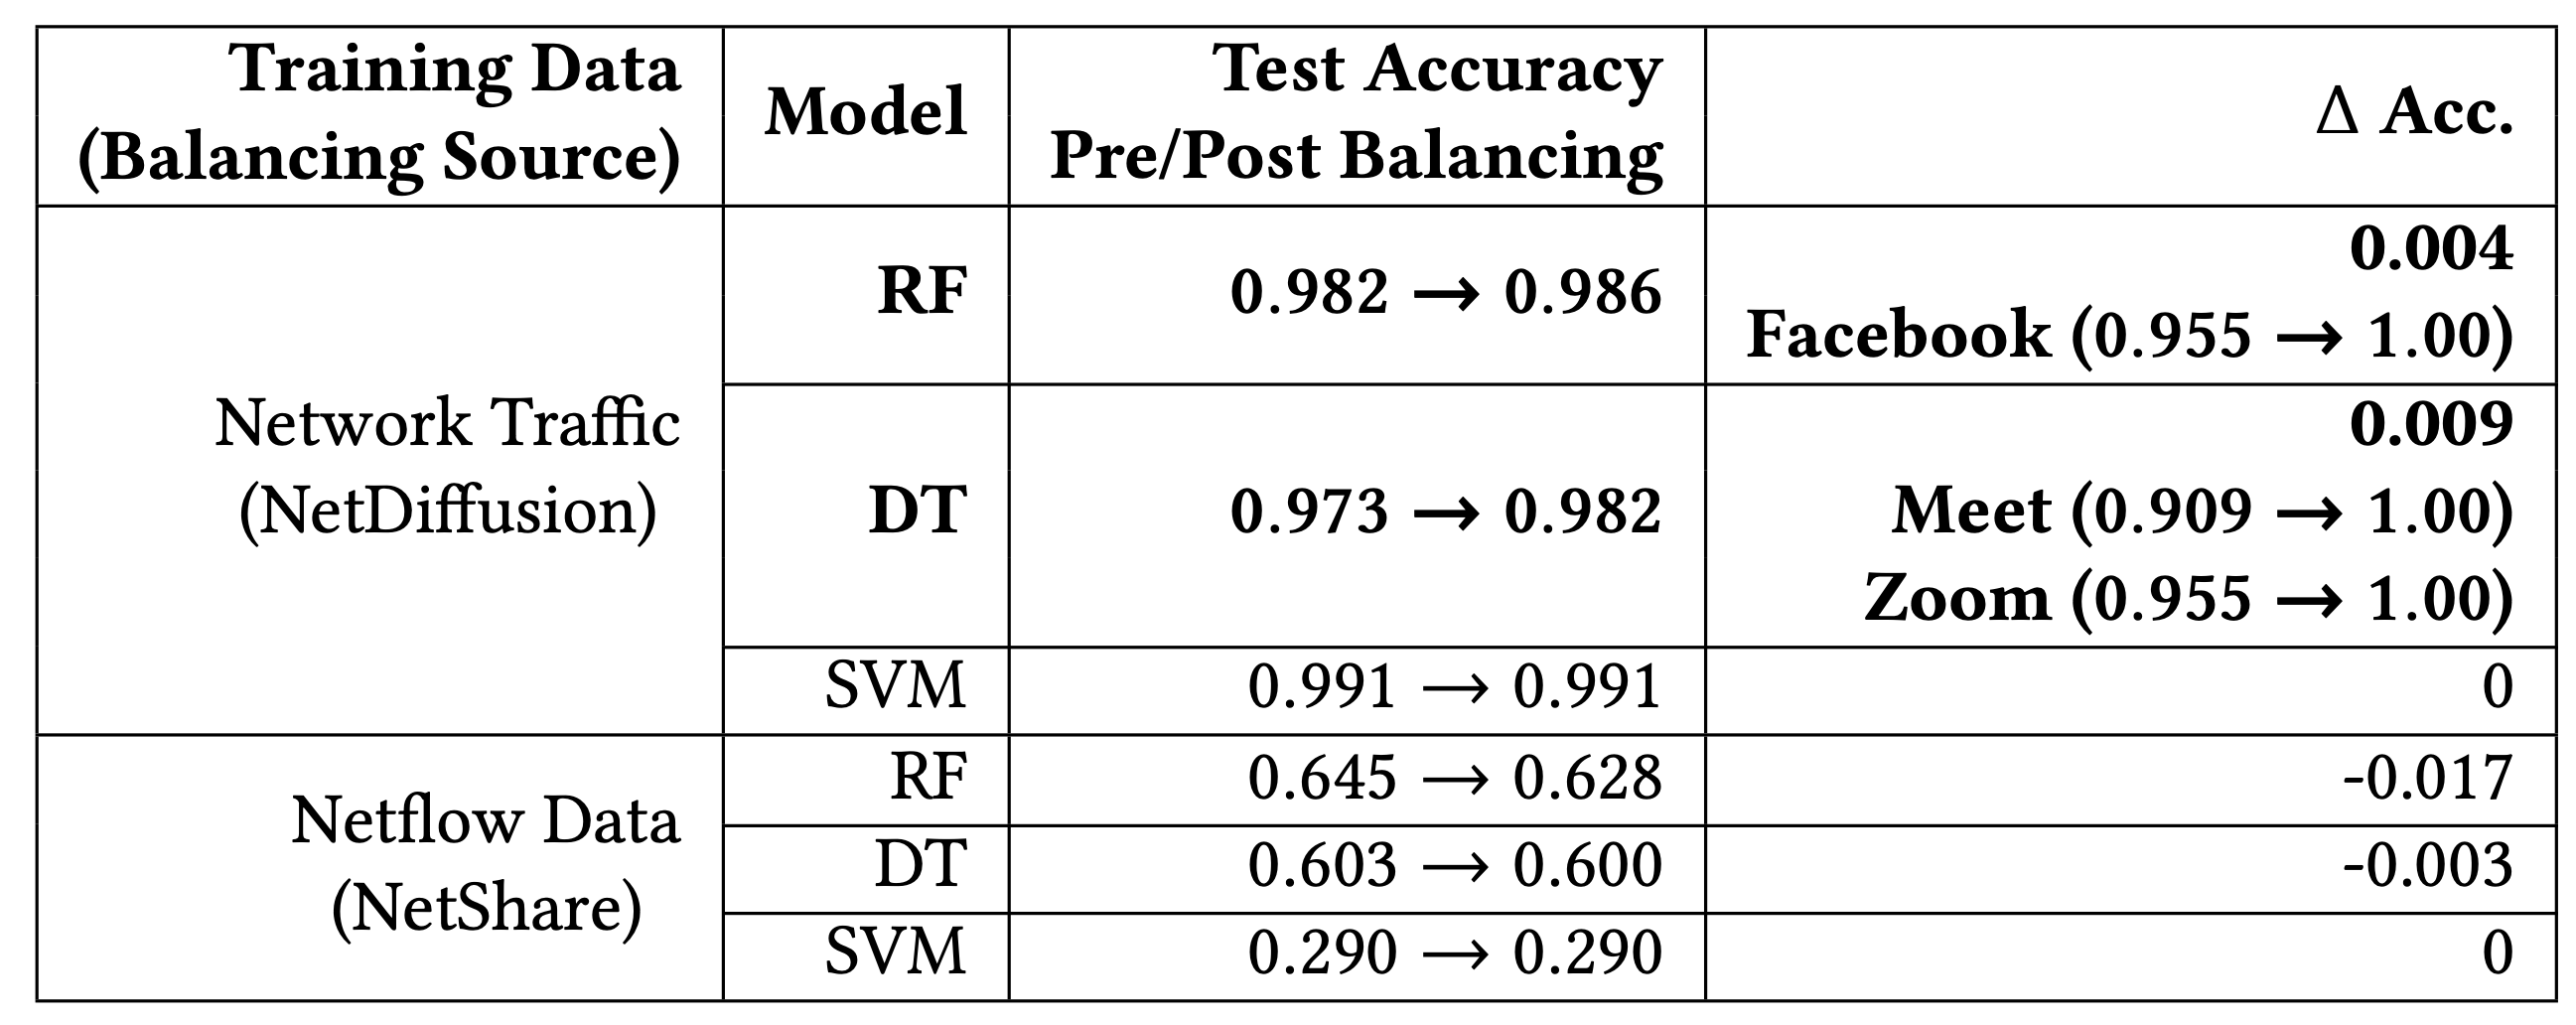 Training Data
(Balancing Source)
Model
Test Accuracy
Pre/Post Balancing
Δ Acc.
Network Traffic
(NetDiffusion)
RF
0.982 → 0.986
0.004
Facebook (0.955 → 1.00)
DT
0.973 → 0.982
0.009
Meet (0.909 → 1.00)
Zoom (0.955 → 1.00)
SVM
0.991 → 0.991
0
Netflow Data
(NetShare)
RF
0.645 → 0.628
-0.017
DT
0.603 → 0.600
-0.003
SVM
0.290 → 0.290
0